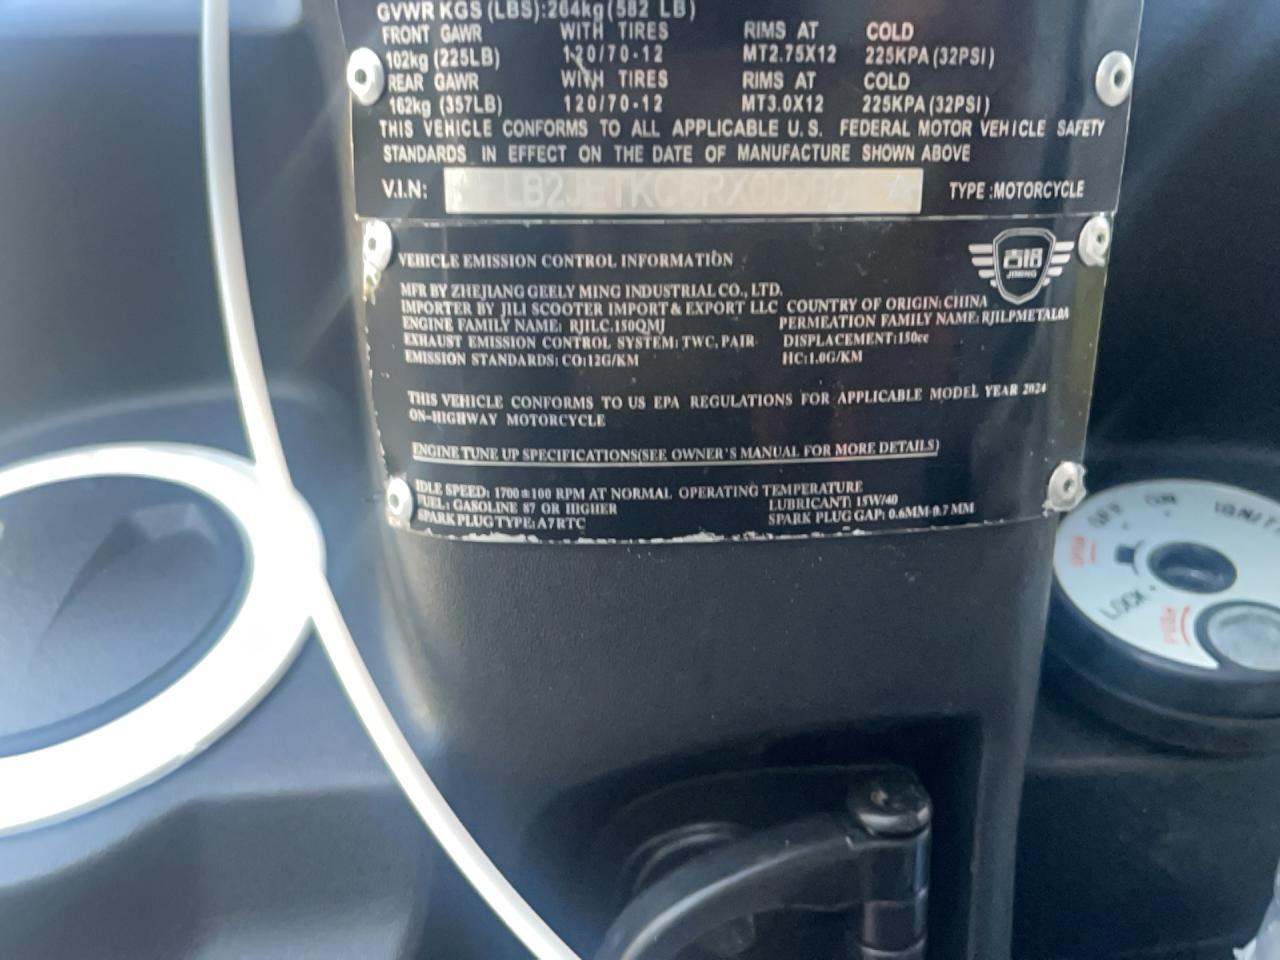 GVWR KGS (LBS):264kg(582 LB)
FRONT GAWR WITH TIRES RIMS AT COLD
102kg (225LB) 120/70-12 MT2.75X12 225KPA(32PSI)
REAR GAWR WITH TIRES RIMS AT COLD
162kg (357LB) 120/70-12 MT3.0X12 225KPA(32PSI)
THIS VEHICLE CONFORMS TO ALL APPLICABLE U.S. FEDERAL MOTOR VEHICLE SAFETY
STANDARDS IN EFFECT ON THE DATE OF MANUFACTURE SHOWN ABOVE
V.I.N: TYPE :MOTORCYCLE
VEHICLE EMISSION CONTROL INFORMATION
吉铭
JIMING
MFR BY ZHEJIANG GEELY MING INDUSTRIAL CO., LTD.
IMPORTER BY JILI SCOOTER IMPORT & EXPORT LLC COUNTRY OF ORIGIN: CHINA
ENGINE FAMILY NAME: RJILC.150QMJ PERMEATION FAMILY NAME: RJILPMETAL0A
EXHAUST EMISSION CONTROL SYSTEM: TWC, PAIR DISPLACEMENT:150cc
EMISSION STANDARDS: CO:12G/KM HC:1.0G/KM
THIS VEHICLE CONFORMS TO US EPA REGULATIONS FOR APPLICABLE MODEL YEAR 2024
ON-HIGHWAY MOTORCYCLE
ENGINE TUNE UP SPECIFICATIONS(SEE OWNER'S MANUAL FOR MORE DETAILS)
IDLE SPEED: 1700±100 RPM AT NORMAL OPERATING TEMPERATURE
FUEL: GASOLINE 87 OR HIGHER LUBRICANT: 15W/40
SPARK PLUG TYPE: A7RTC SPARK PLUG GAP: 0.6MM-0.7MM
OFF ON
LOCK
PUSH